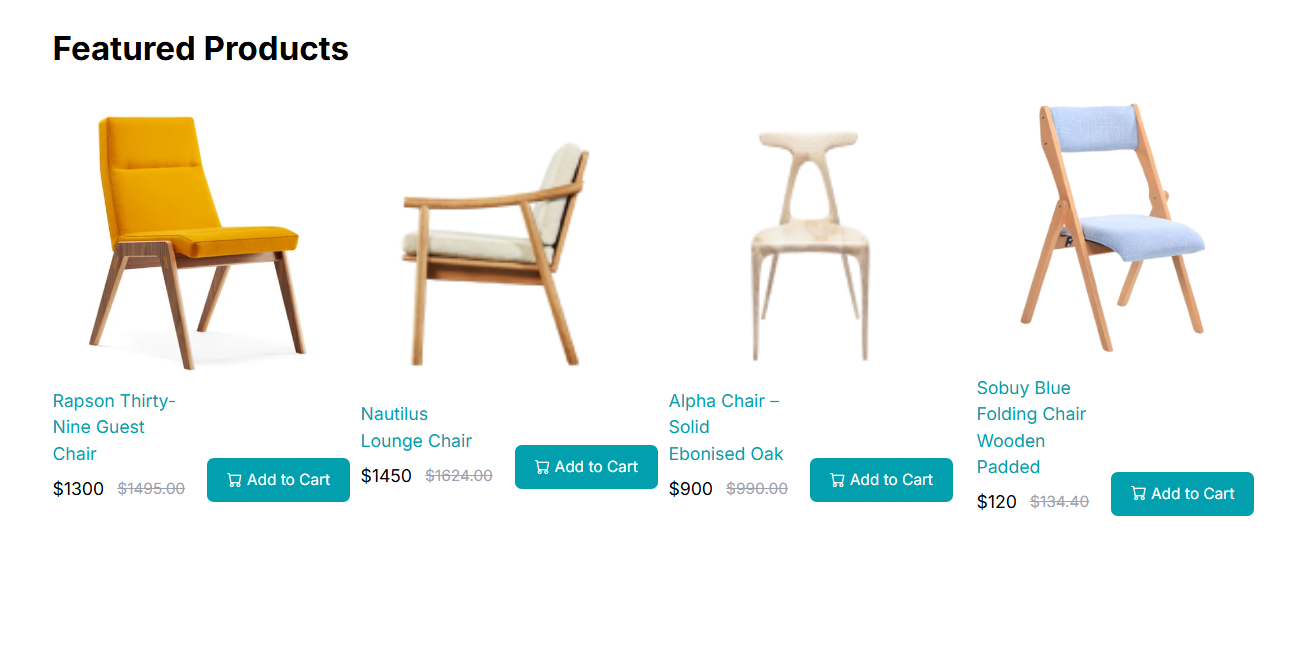 Featured Products
Rapson Thirty-
Nine Guest
Chair
$1300 $1495.00
Add to Cart
Nautilus
Lounge Chair
$1450 $1624.00
Add to Cart
Alpha Chair –
Solid
Ebonised Oak
$900 $990.00
Add to Cart
Sobuy Blue
Folding Chair
Wooden
Padded
$120 $134.40
Add to Cart